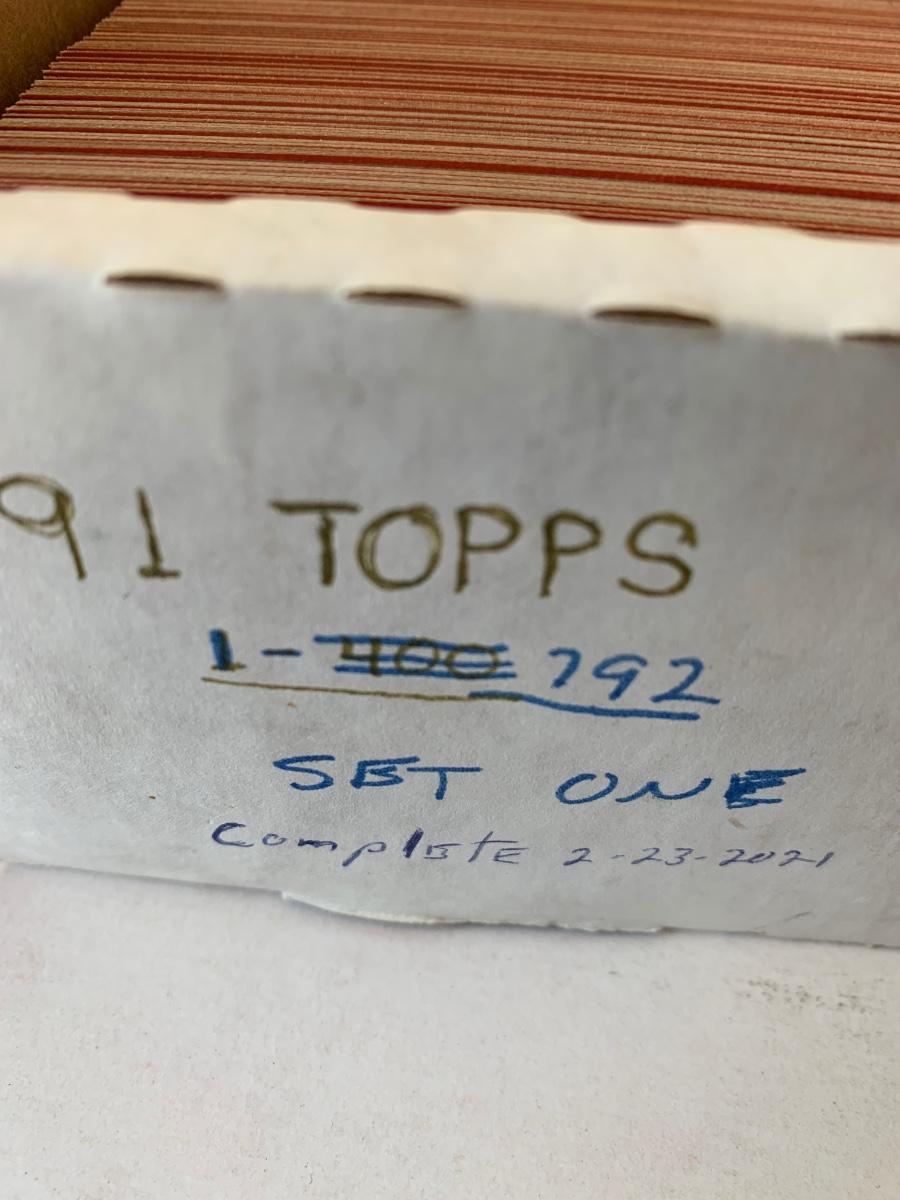 91 TOPPS
1-400 792
SET ONE
Complete 2-23-2021